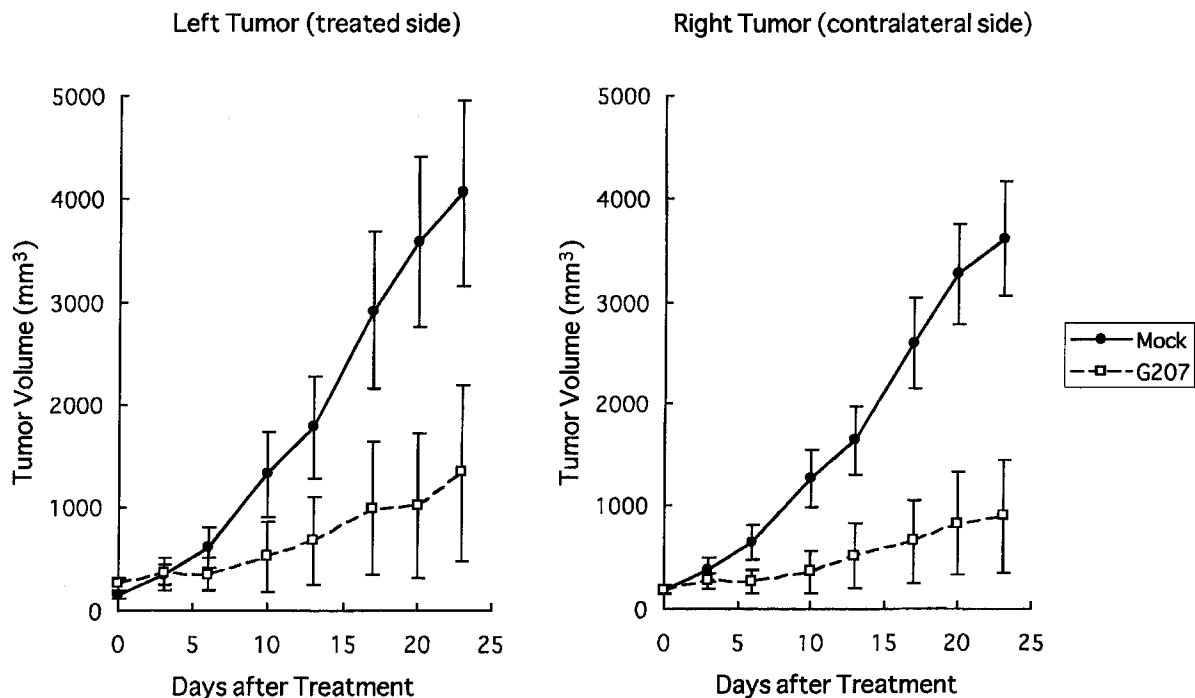 Left Tumor (treated side)
Right Tumor (contralateral side)
Tumor Volume (mm³)
5000
4000
3000
2000
1000
0
0 5 10 15 20 25
Days after Treatment
Tumor Volume (mm³)
5000
4000
3000
2000
1000
0
0 5 10 15 20 25
Days after Treatment
Mock
G207